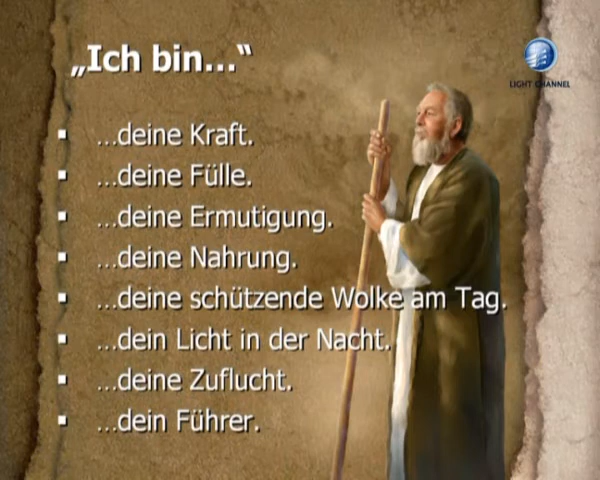 „Ich bin...“
LIGHT CHANNEL
▪ ...deine Kraft.
▪ ...deine Fülle.
▪ ...deine Ermutigung.
▪ ...deine Nahrung.
▪ ...deine schützende Wolke am Tag.
▪ ...dein Licht in der Nacht.
▪ ...deine Zuflucht.
▪ ...dein Führer.